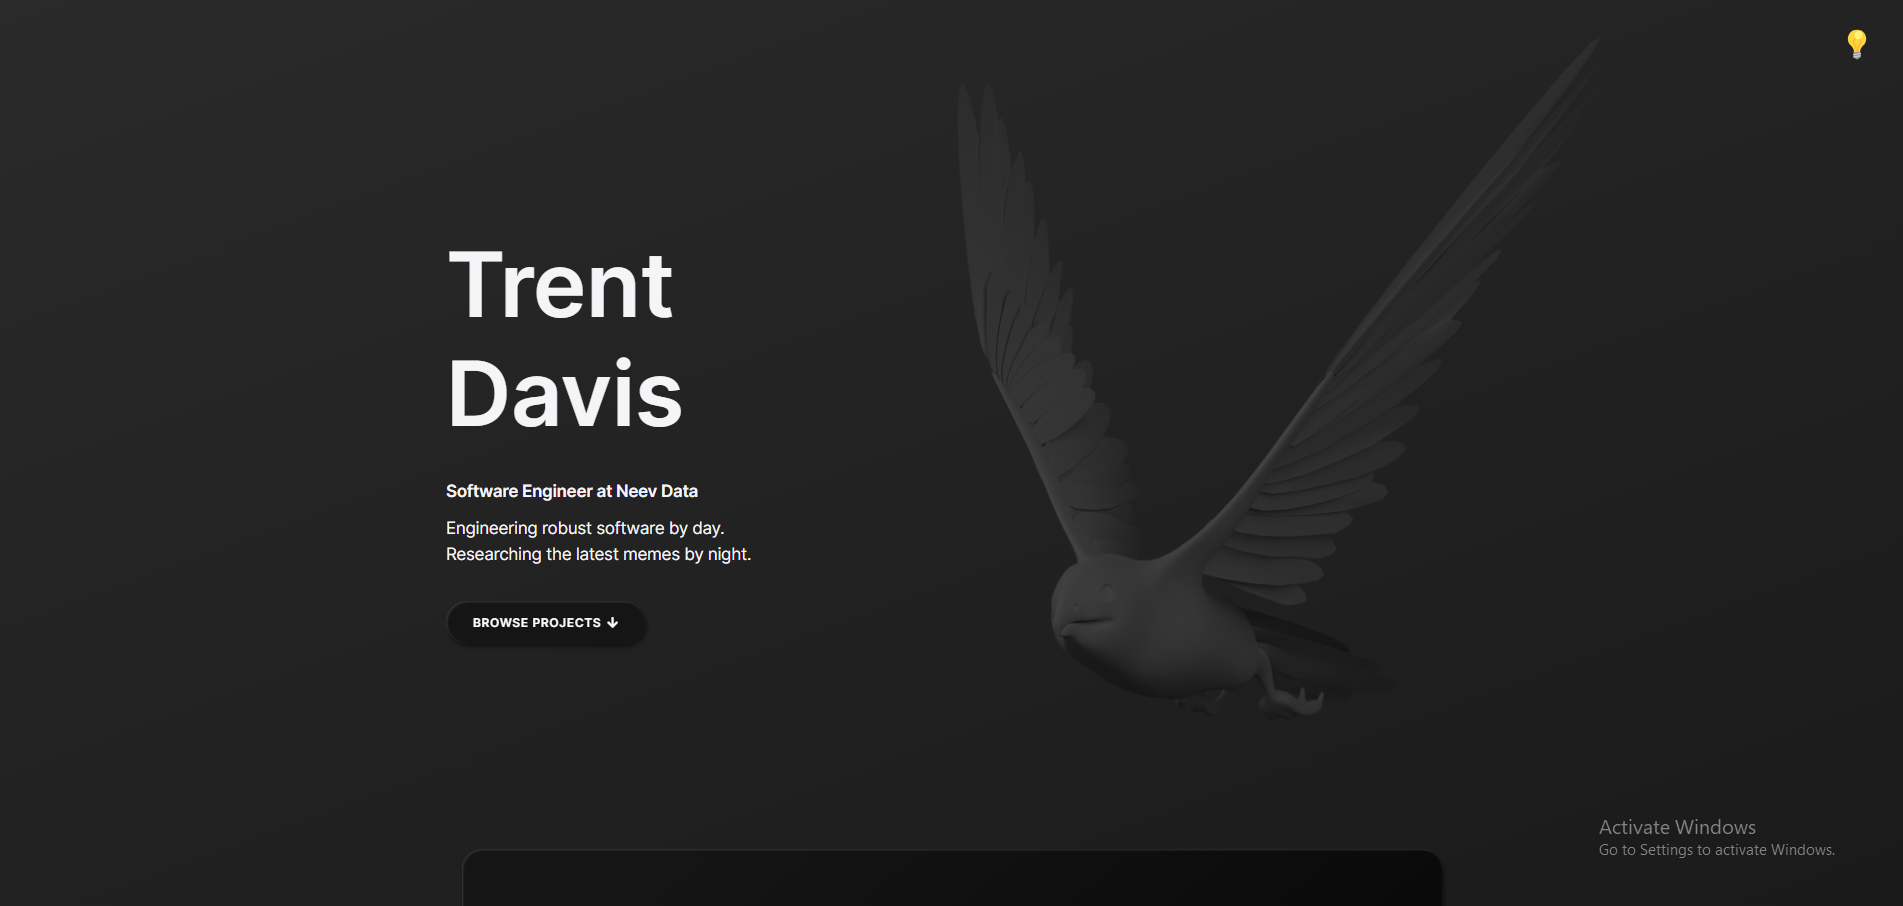 Trent
Davis
Software Engineer at Neev Data
Engineering robust software by day.
Researching the latest memes by night.
BROWSE PROJECTS
Activate Windows
Go to Settings to activate Windows.